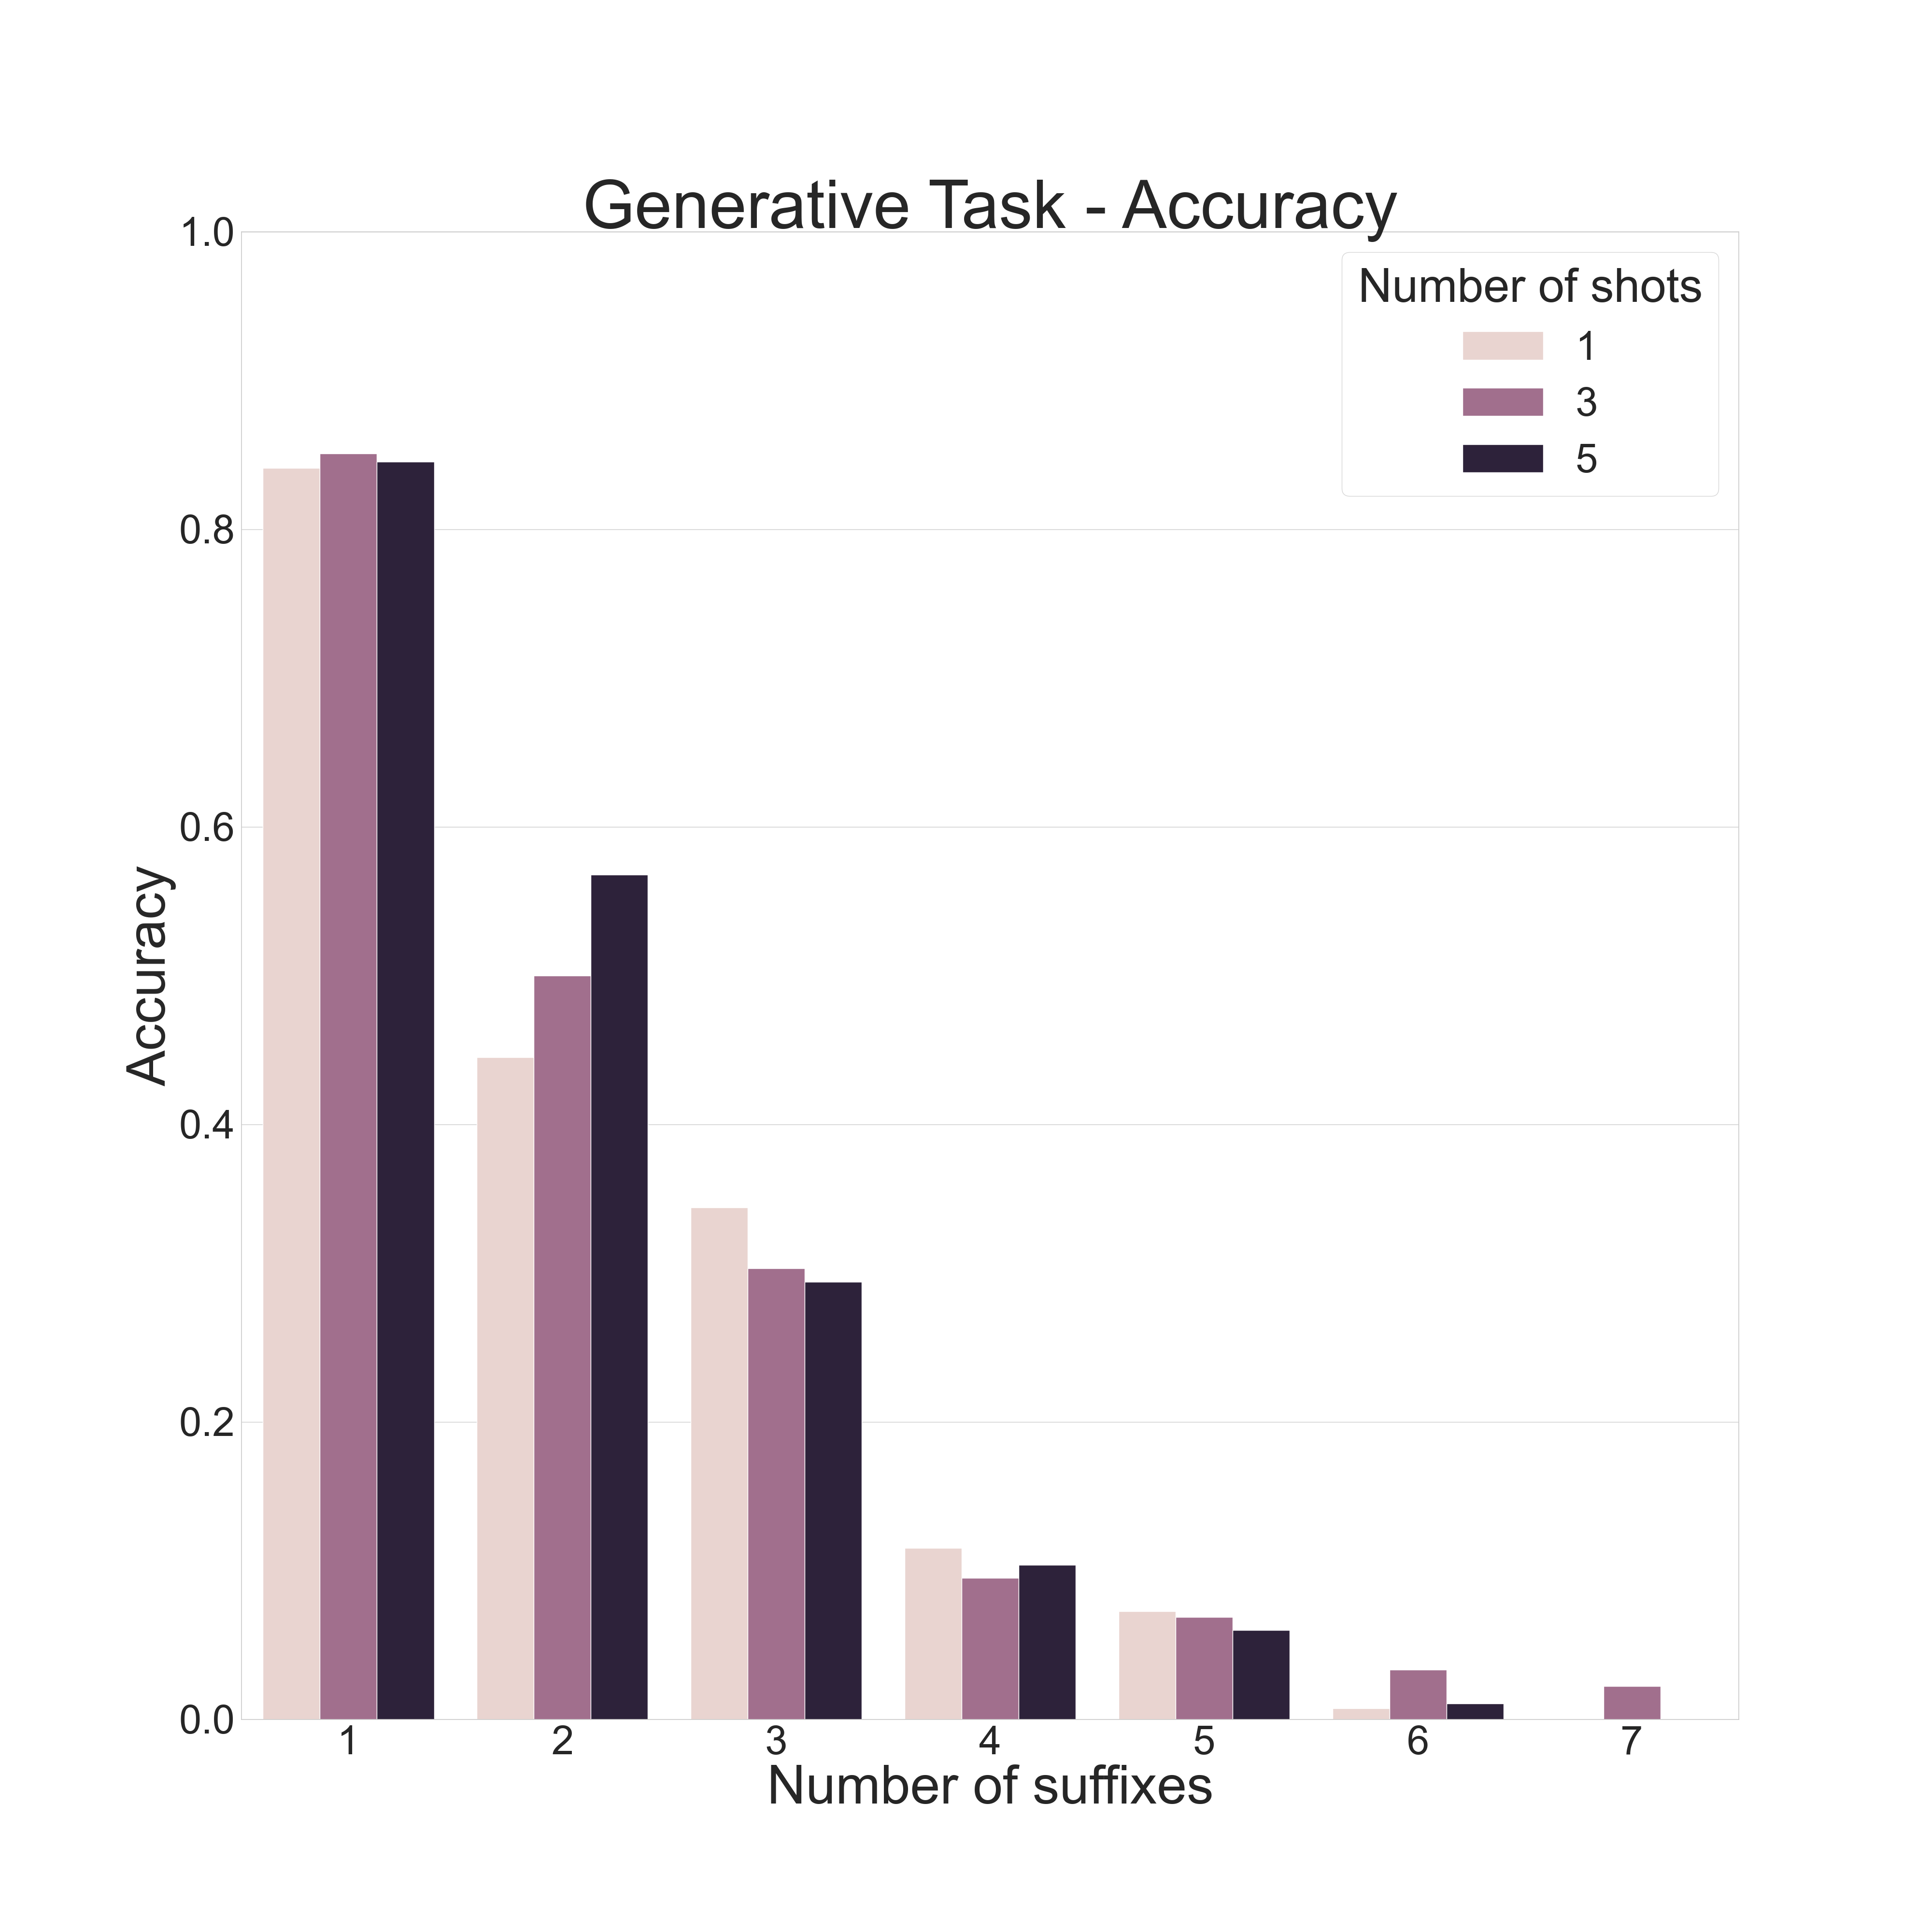 Generative Task - Accuracy
1.0
0.8
0.6
0.4
0.2
0.0
Accuracy
Number of shots
1
3
5
1 2 3 4 5 6 7
Number of suffixes